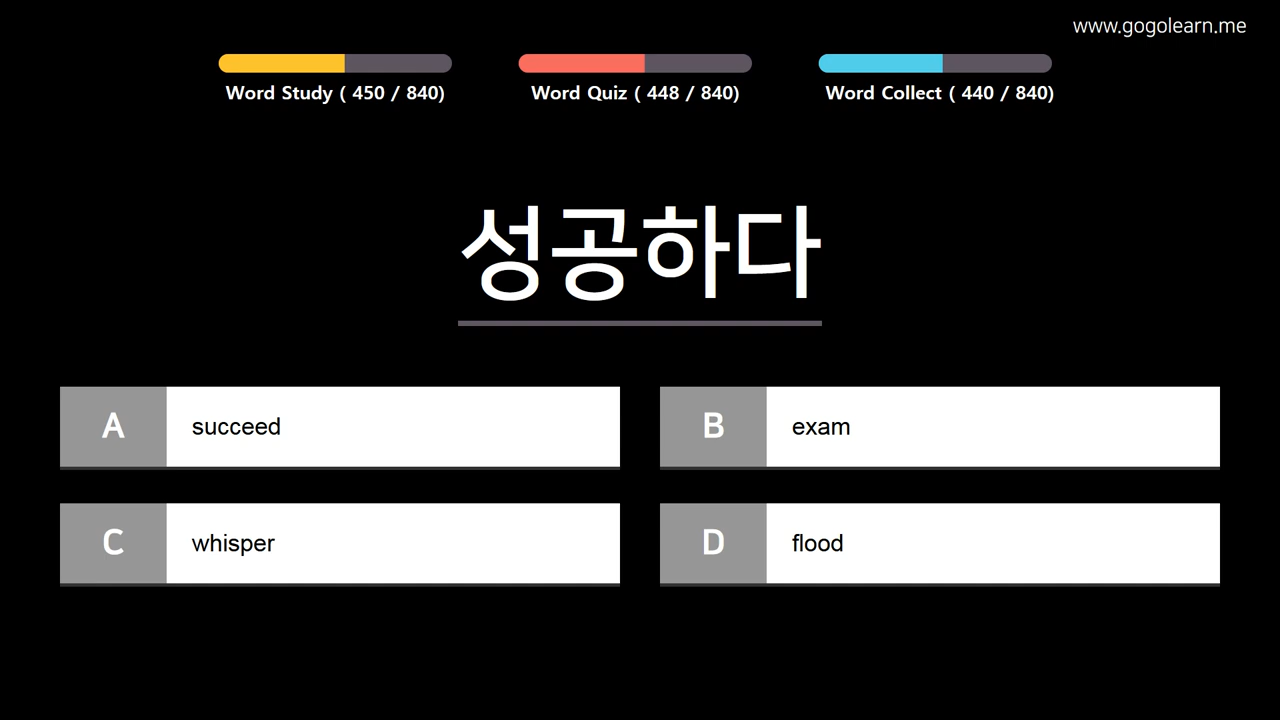 www.gogolearn.me
Word Study ( 450 / 840)
Word Quiz ( 448 / 840)
Word Collect ( 440 / 840)
성공하다
A succeed
B exam
C whisper
D flood